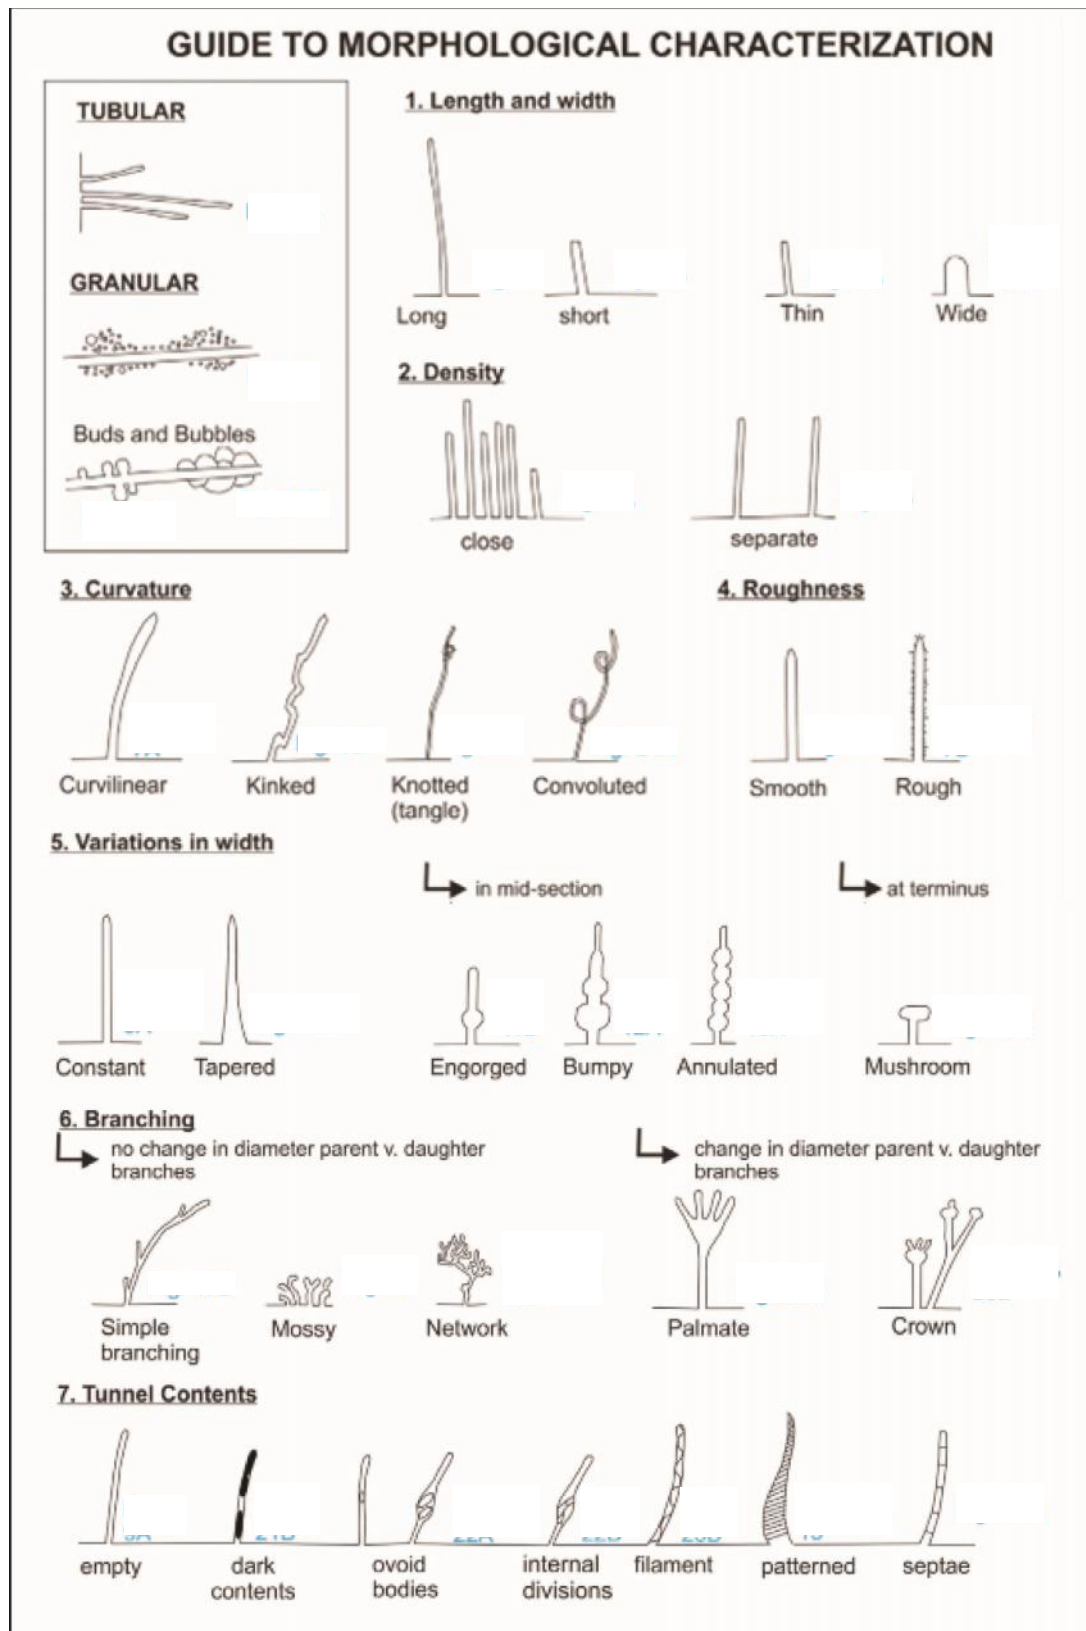 GUIDE TO MORPHOLOGICAL CHARACTERIZATION
TUBULAR
GRANULAR
Buds and Bubbles
1. Length and width
Long
short
Thin
Wide
2. Density
close
separate
3. Curvature
Curvilinear
Kinked
Knotted
(tangle)
Convoluted
4. Roughness
Smooth
Rough
5. Variations in width
in mid-section
at terminus
Constant
Tapered
Engorged
Bumpy
Annulated
Mushroom
6. Branching
no change in diameter parent v. daughter
branches
change in diameter parent v. daughter
branches
Simple
branching
Mossy
Network
Palmate
Crown
7. Tunnel Contents
empty
dark
contents
ovoid
bodies
internal
divisions
filament
patterned
septae